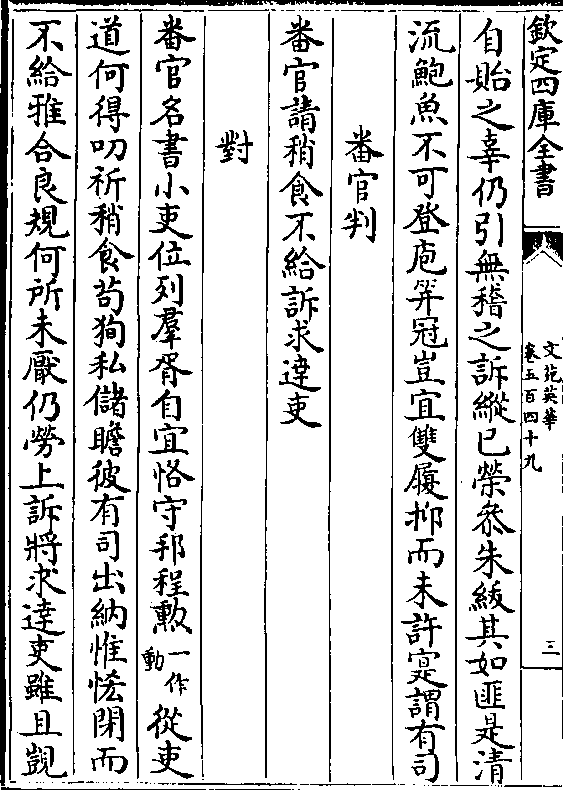 欽定四庫全書
文苑英華
卷五百四十九
三
自貽之辜仍引無稽之訴縱已榮叅朱紱其如匪是清
流鮑魚不可登庖筓冠豈宜雙履抑而未許寔謂有司
番官判
番官請稍食不給訴求逹吏
對
番官名書小吏位列羣胥自宜恪守邦程勲一作動從吏
道何得叨祈稍食茍狥私儲瞻彼有司出納惟恡閉而
不給雅合良規何所未厭仍勞上訴將求逹吏雖且覬